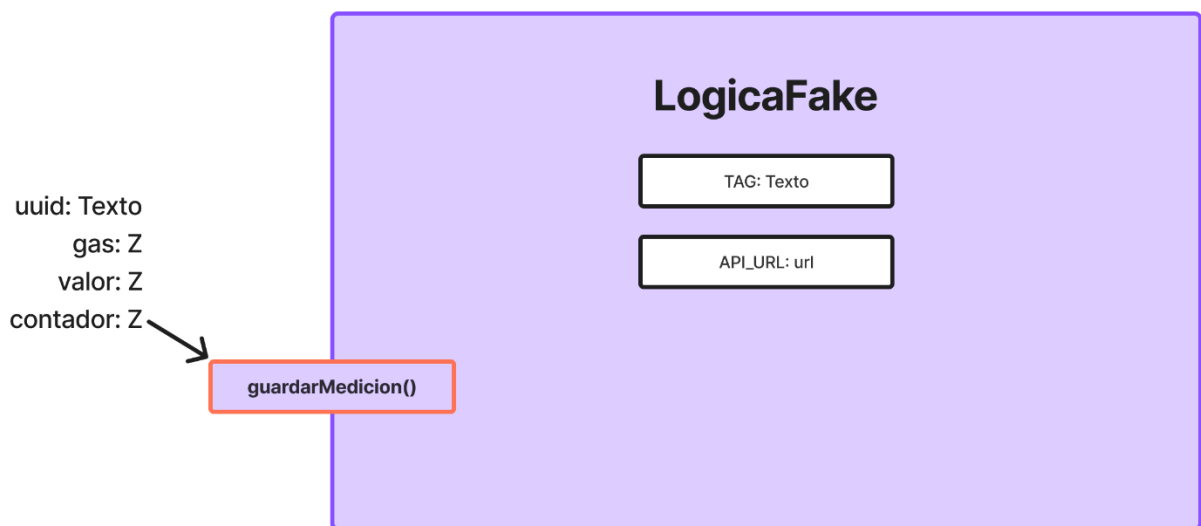 LogicaFake
TAG: Texto
API_URL: url
uuid: Texto
gas: Z
valor: Z
contador: Z
guardarMedicion()